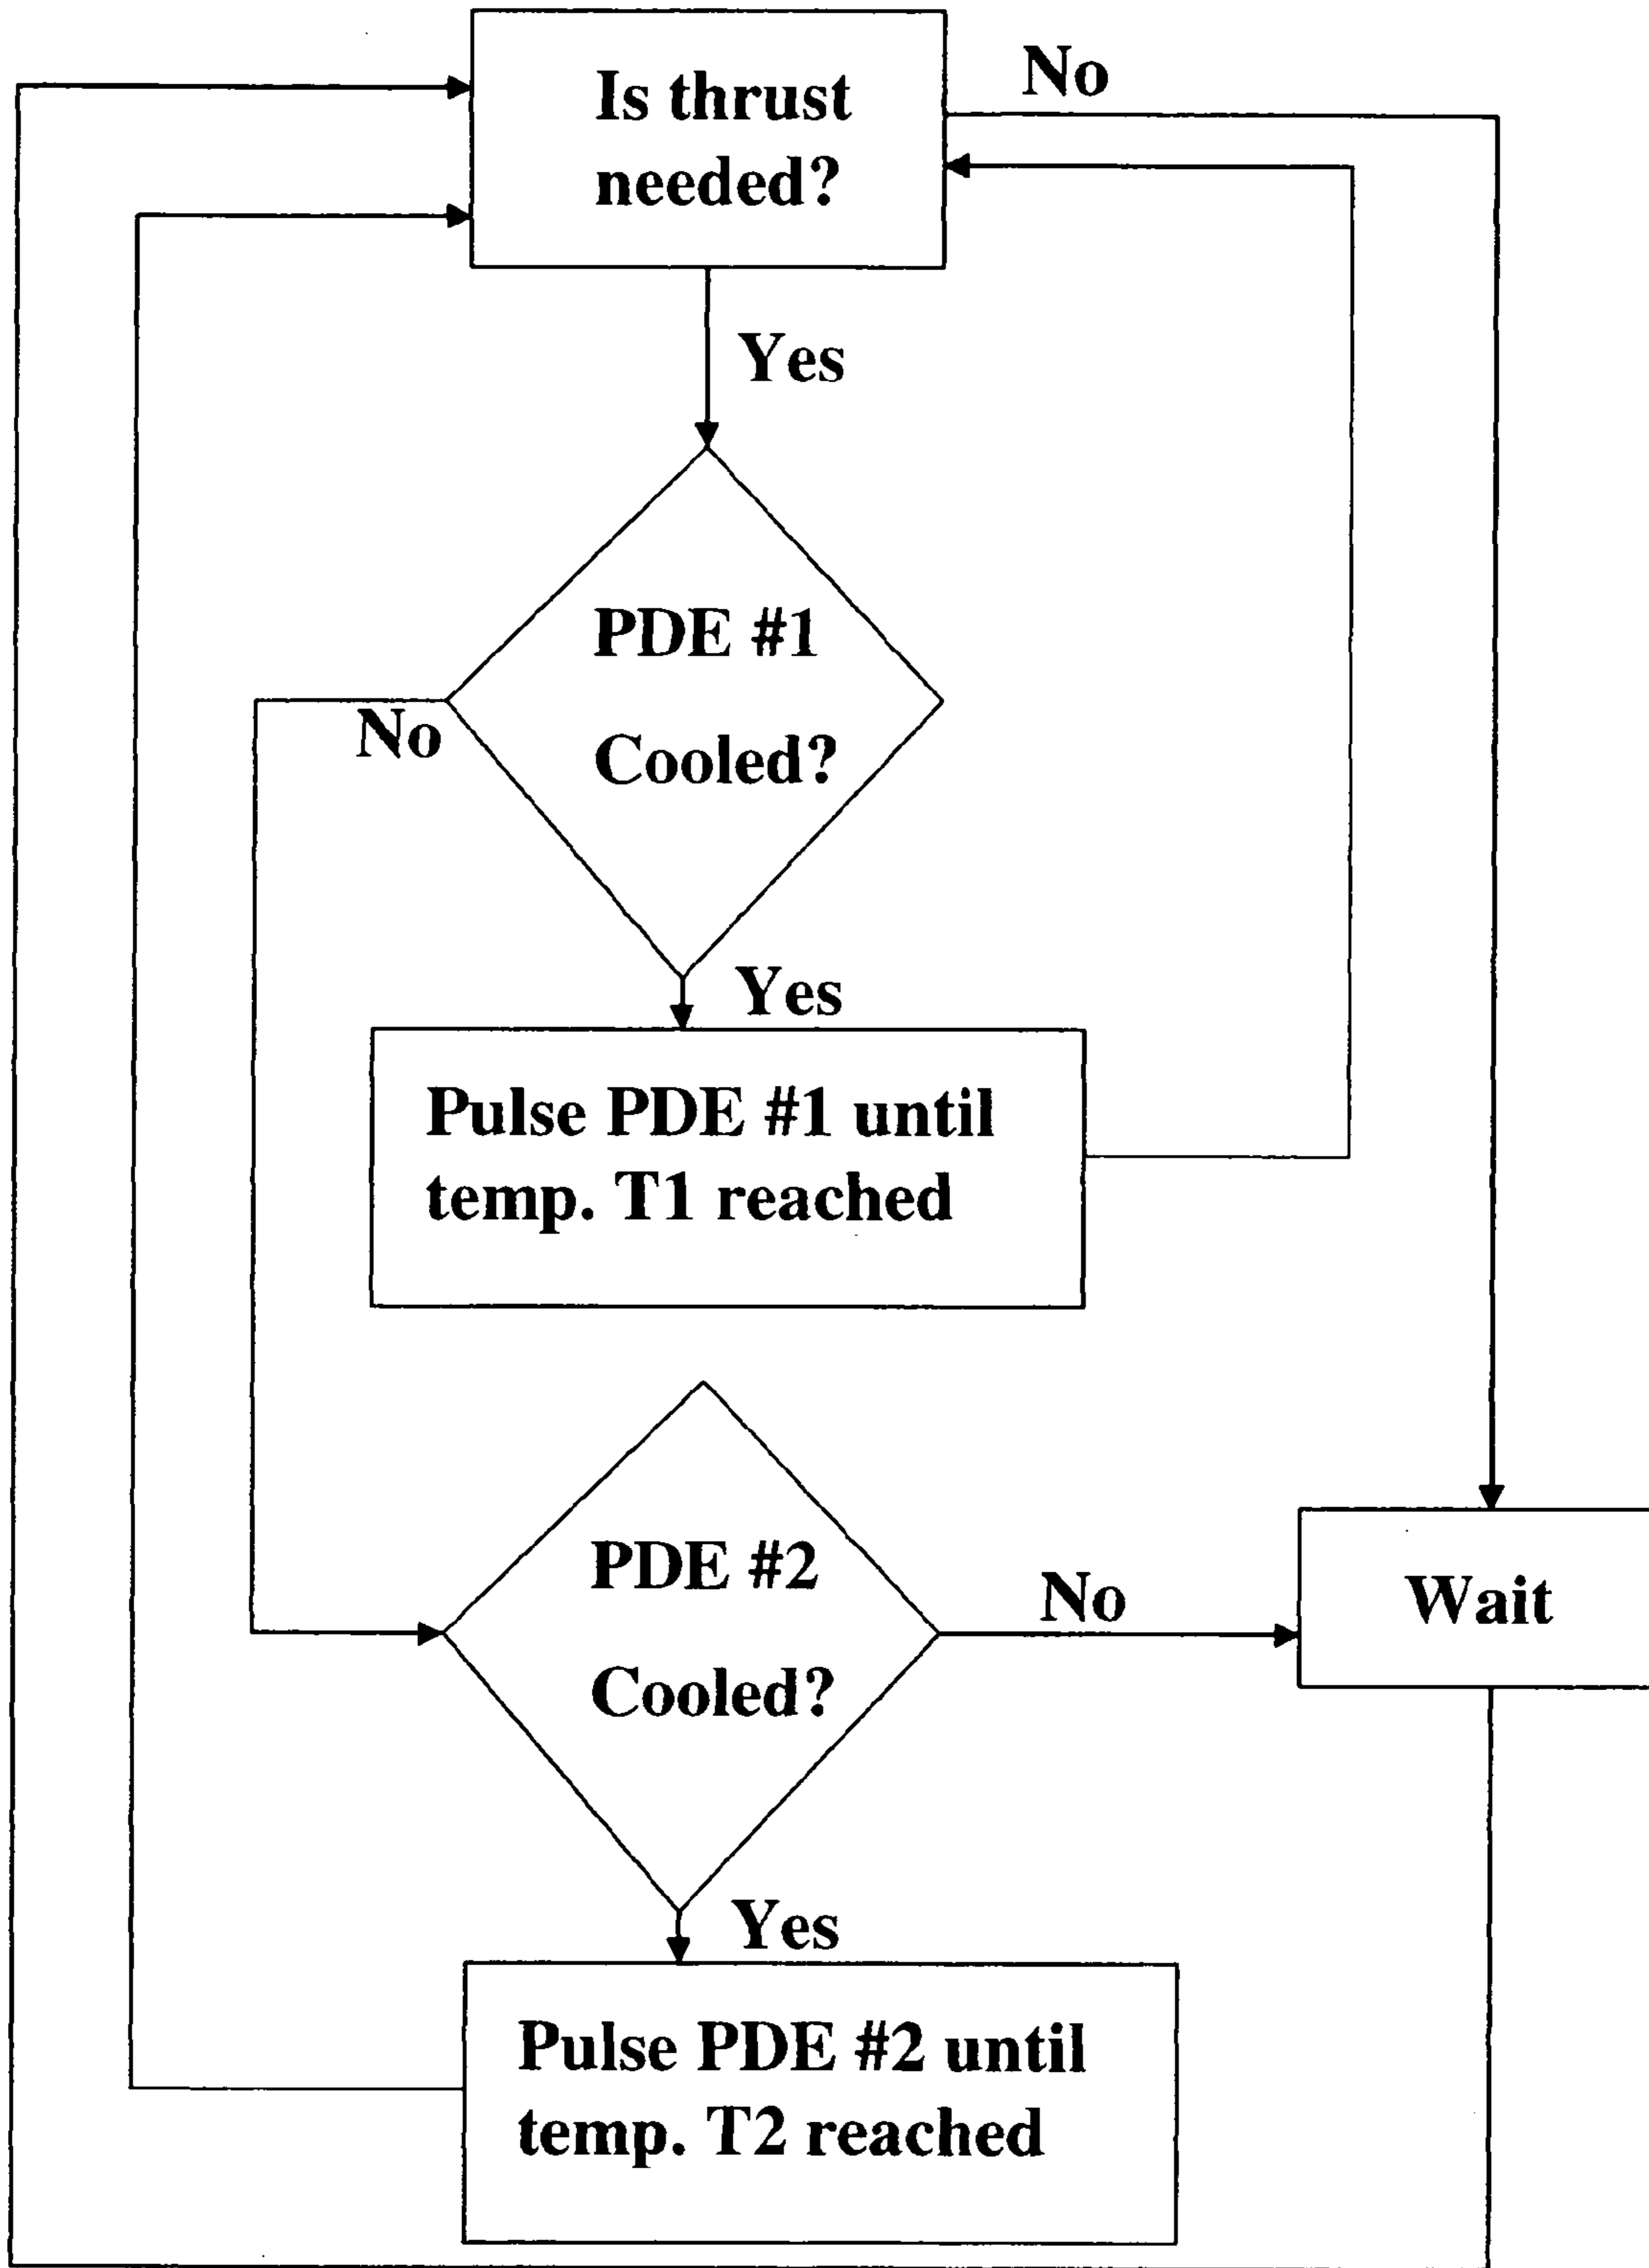 Is thrust
needed?
No
Yes
PDE #1
Cooled?
No
Yes
Pulse PDE #1 until
temp. T1 reached
PDE #2
Cooled?
No
Wait
Yes
Pulse PDE #2 until
temp. T2 reached